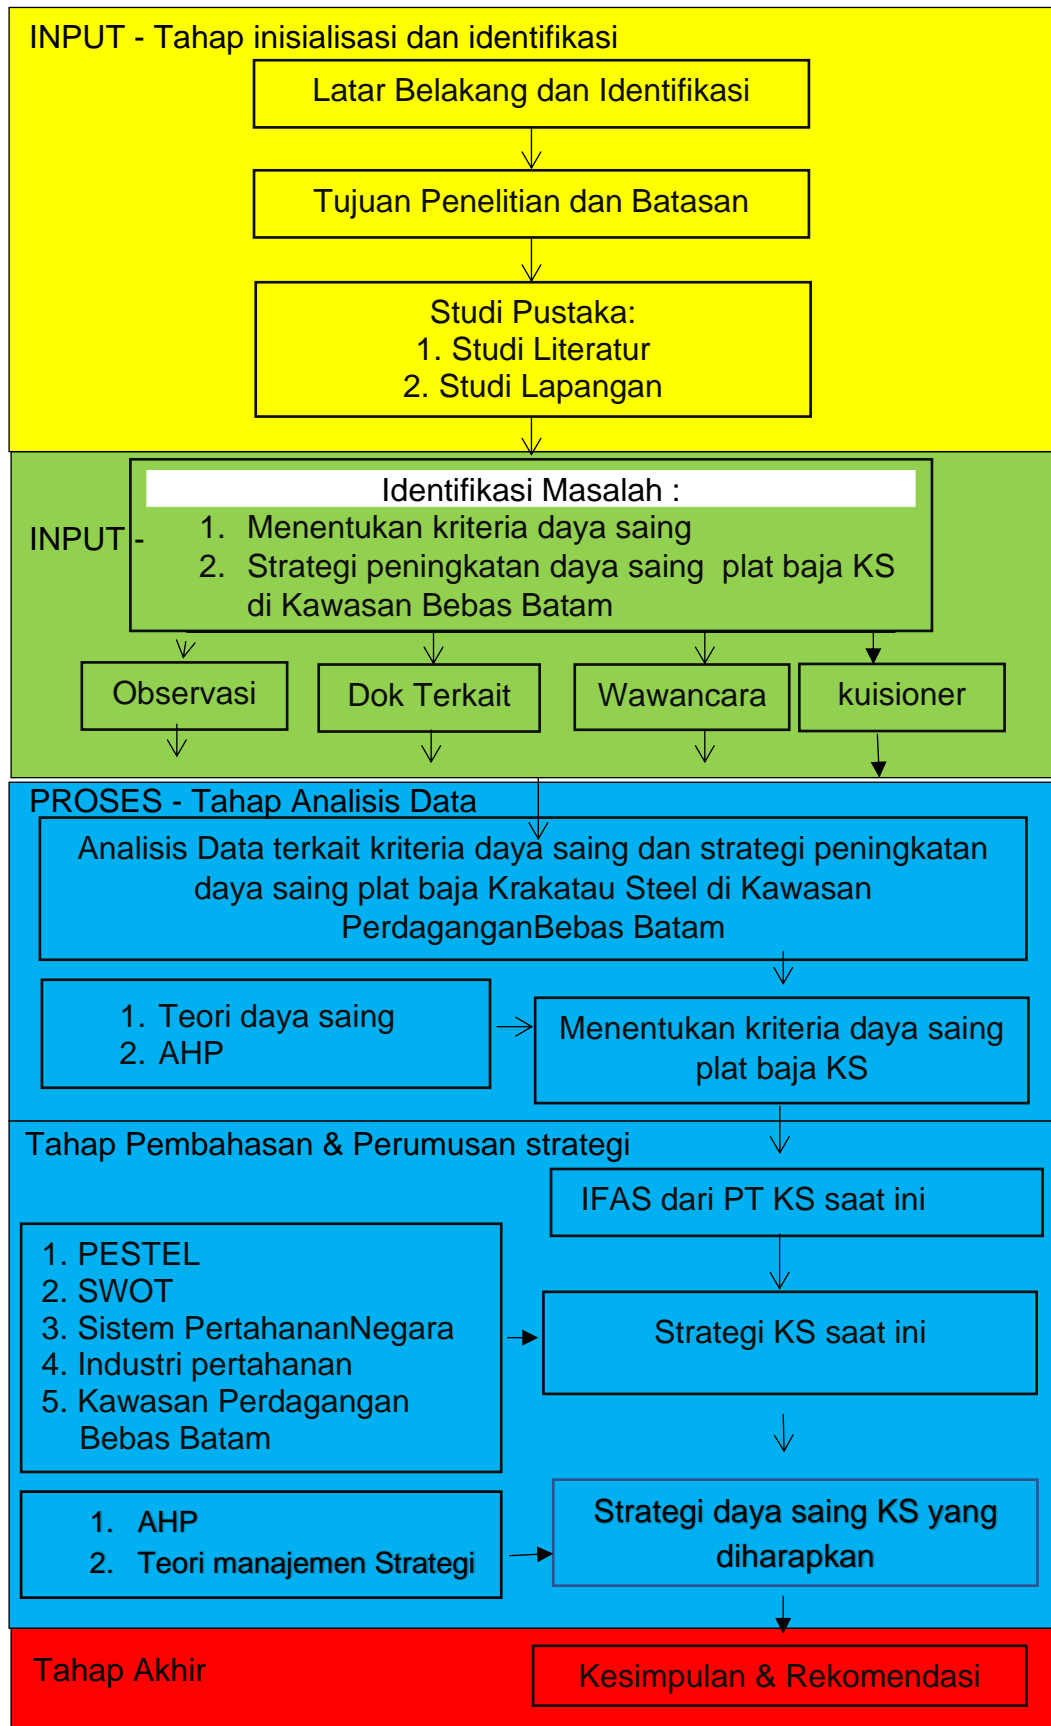 INPUT - Tahap inisialisasi dan identifikasi
Latar Belakang dan Identifikasi
Tujuan Penelitian dan Batasan
Studi Pustaka:
1. Studi Literatur
2. Studi Lapangan
Identifikasi Masalah :
INPUT -
1. Menentukan kriteria daya saing
2. Strategi peningkatan daya saing plat baja KS
di Kawasan Bebas Batam
Observasi
Dok Terkait
Wawancara
kuisioner
PROSES - Tahap Analisis Data
Analisis Data terkait kriteria daya saing dan strategi peningkatan
daya saing plat baja Krakatau Steel di Kawasan
PerdaganganBebas Batam
1. Teori daya saing
2. AHP
Menentukan kriteria daya saing
plat baja KS
Tahap Pembahasan & Perumusan strategi
IFAS dari PT KS saat ini
1. PESTEL
2. SWOT
3. Sistem PertahananNegara
4. Industri pertahanan
5. Kawasan Perdagangan
Bebas Batam
Strategi KS saat ini
1. AHP
2. Teori manajemen Strategi
Strategi daya saing KS yang
diharapkan
Tahap Akhir
Kesimpulan & Rekomendasi